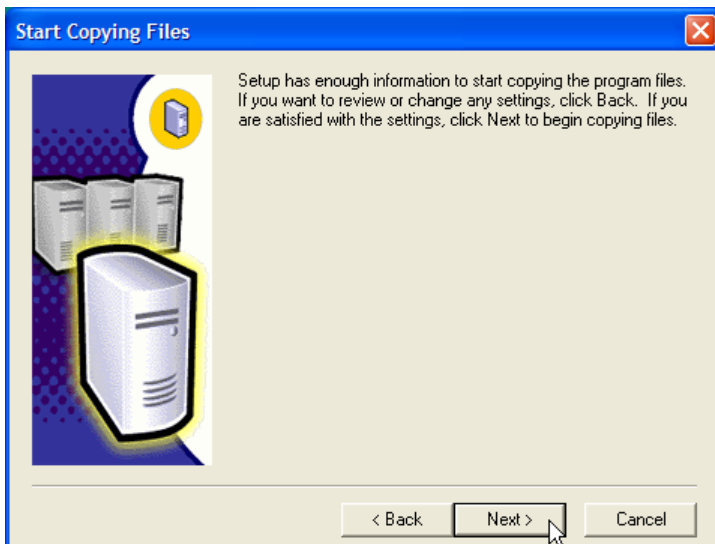 Start Copying Files
Setup has enough information to start copying the program files.
If you want to review or change any settings, click Back.  If you
are satisfied with the settings, click Next to begin copying files.
< Back
Next >
Cancel